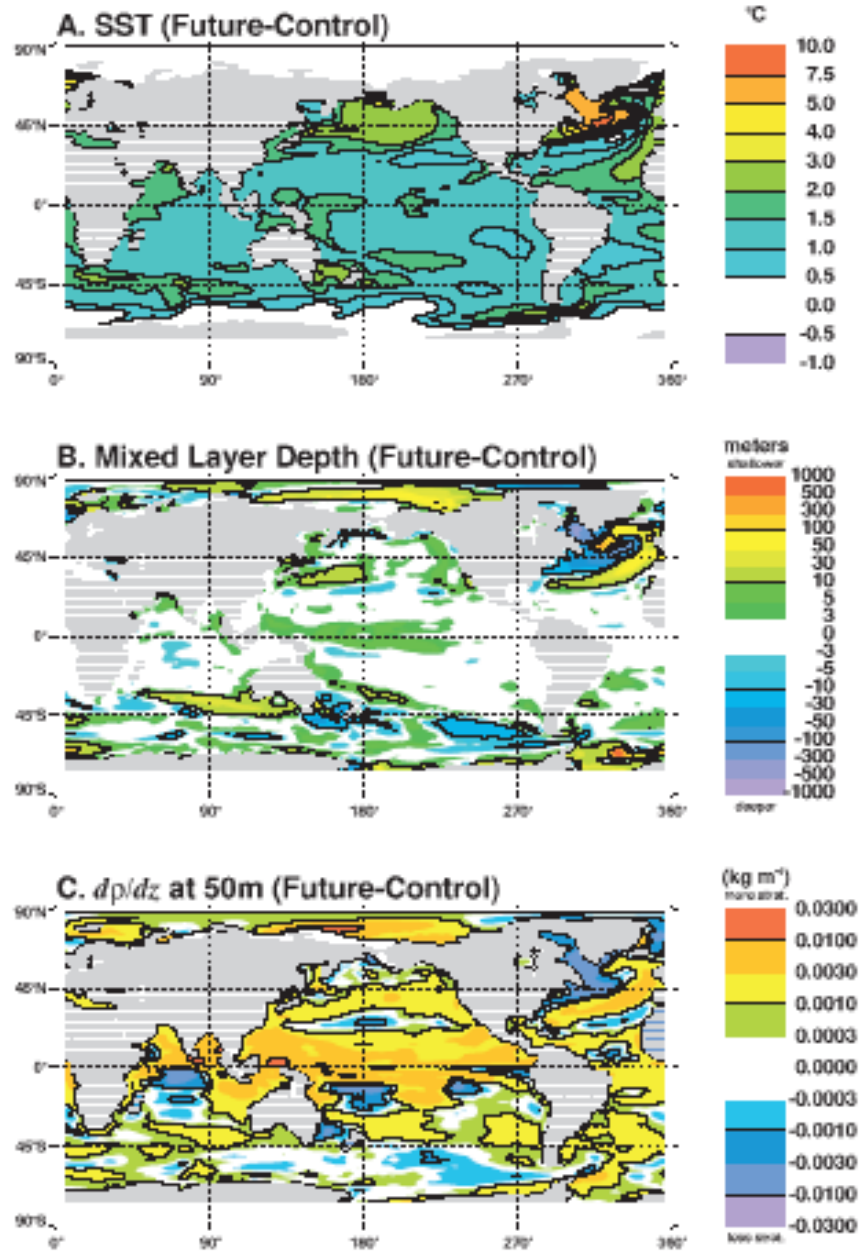 A. SST (Future-Control)
°C
90°N
45°N
0°
45°S
90°S
0° 90° 180° 270° 360°
10.0
7.5
5.0
4.0
3.0
2.0
1.5
1.0
0.5
0.0
-0.5
-1.0
B. Mixed Layer Depth (Future-Control)
meters
shallower
90°N
45°N
0°
45°S
90°S
0° 90° 180° 270° 360°
1000
500
300
100
50
30
10
5
3
0
-3
-5
-10
-30
-50
-100
-300
-500
-1000
deeper
C. dρ/dz at 50m (Future-Control)
(kg m⁻⁴)
more strat.
90°N
45°N
0°
45°S
90°S
0° 90° 180° 270° 360°
0.0300
0.0100
0.0030
0.0010
0.0003
0.0000
-0.0003
-0.0010
-0.0030
-0.0100
-0.0300
less strat.